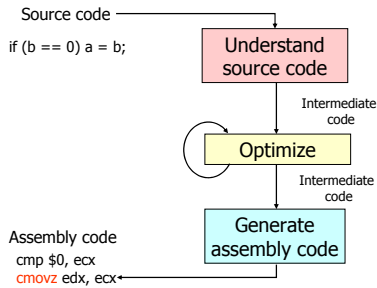 Source code
if (b == 0) a = b;
Understand
source code
Intermediate
code
Optimize
Intermediate
code
Generate
assembly code
Assembly code
cmp $0, ecx
cmovz edx, ecx